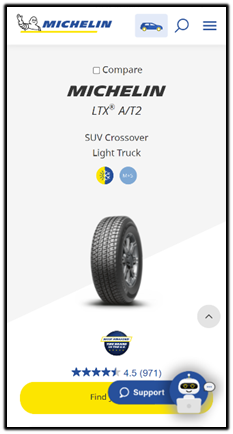 MICHELIN
Compare
MICHELIN
LTX® A/T2
SUV Crossover
Light Truck
M+S
4.5 (971)
Find
Support